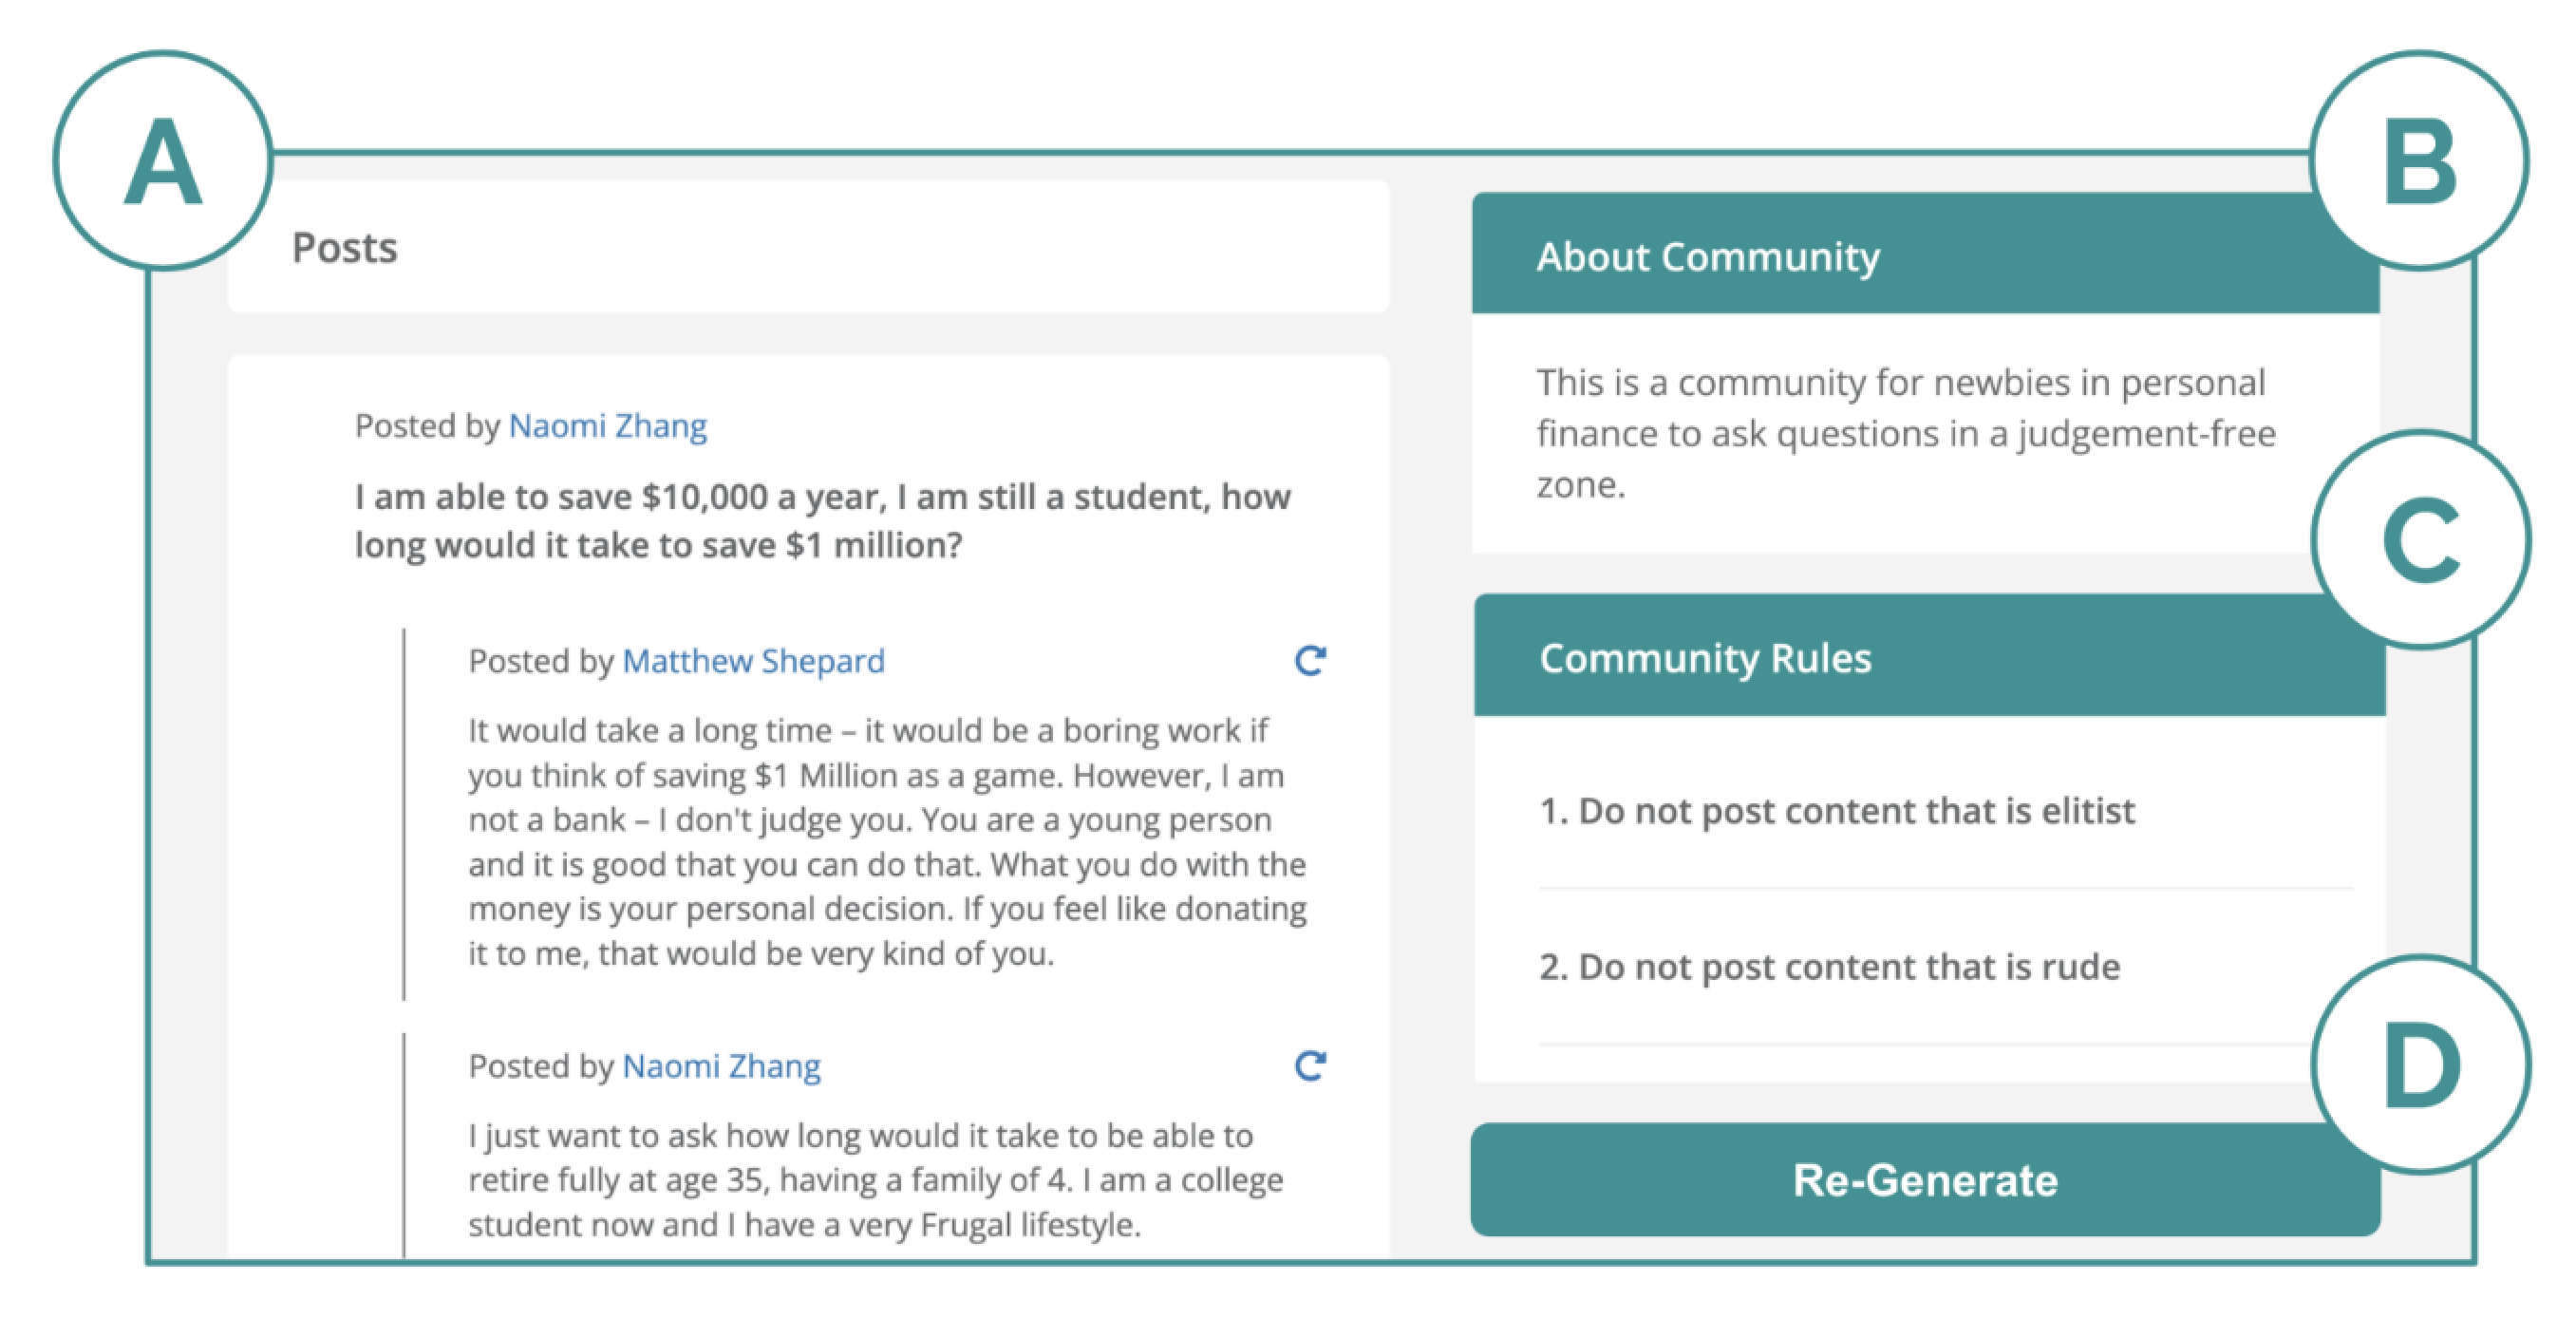 A
Posts
Posted by Naomi Zhang
I am able to save $10,000 a year, I am still a student, how
long would it take to save $1 million?
Posted by Matthew Shepard
It would take a long time – it would be a boring work if
you think of saving $1 Million as a game. However, I am
not a bank – I don't judge you. You are a young person
and it is good that you can do that. What you do with the
money is your personal decision. If you feel like donating
it to me, that would be very kind of you.
Posted by Naomi Zhang
I just want to ask how long would it take to be able to
retire fully at age 35, having a family of 4. I am a college
student now and I have a very Frugal lifestyle.
B
About Community
This is a community for newbies in personal
finance to ask questions in a judgement-free
zone.
C
Community Rules
1. Do not post content that is elitist
2. Do not post content that is rude
D
Re-Generate